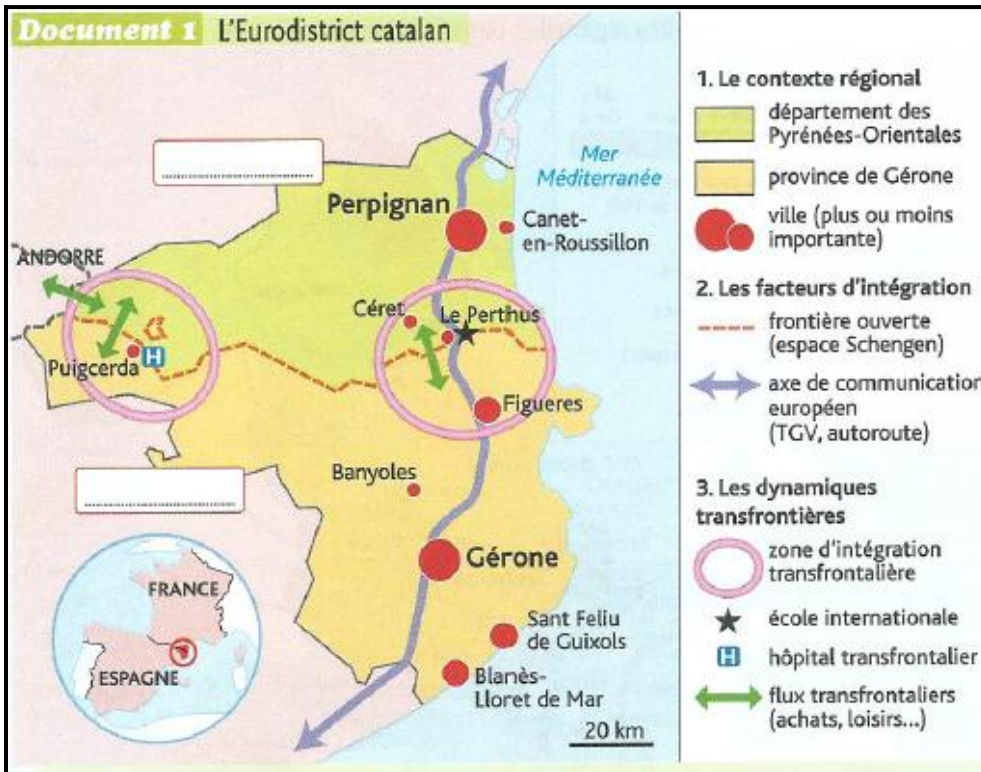 Document 1 L'Eurodistrict catalan
Mer
Méditerranée
Perpignan
Canet-
en-Roussillon
ANDORRE
Céret
Le Perthus
Puigcerda
H
Figueres
Banyoles
Gérone
FRANCE
ESPAGNE
Sant Feliu
de Guixols
Blanès-
Lloret de Mar
20 km
1. Le contexte régional
département des
Pyrénées-Orientales
province de Gérone
ville (plus ou moins
importante)
2. Les facteurs d'intégration
frontière ouverte
(espace Schengen)
axe de communication
européen
(TGV, autoroute)
3. Les dynamiques
transfrontières
zone d'intégration
transfrontalière
école internationale
H hôpital transfrontalier
flux transfrontaliers
(achats, loisirs...)